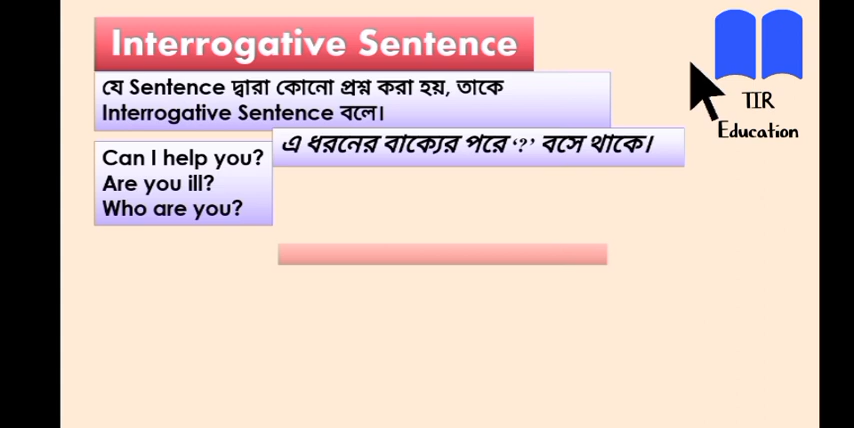 Interrogative Sentence
যে Sentence দ্বারা কোনো প্রশ্ন করা হয়, তাকে
Interrogative Sentence বলে।
এ ধরনের বাক্যের পরে ‘?’ বসে থাকে।
Can I help you?
Are you ill?
Who are you?
TIR
Education